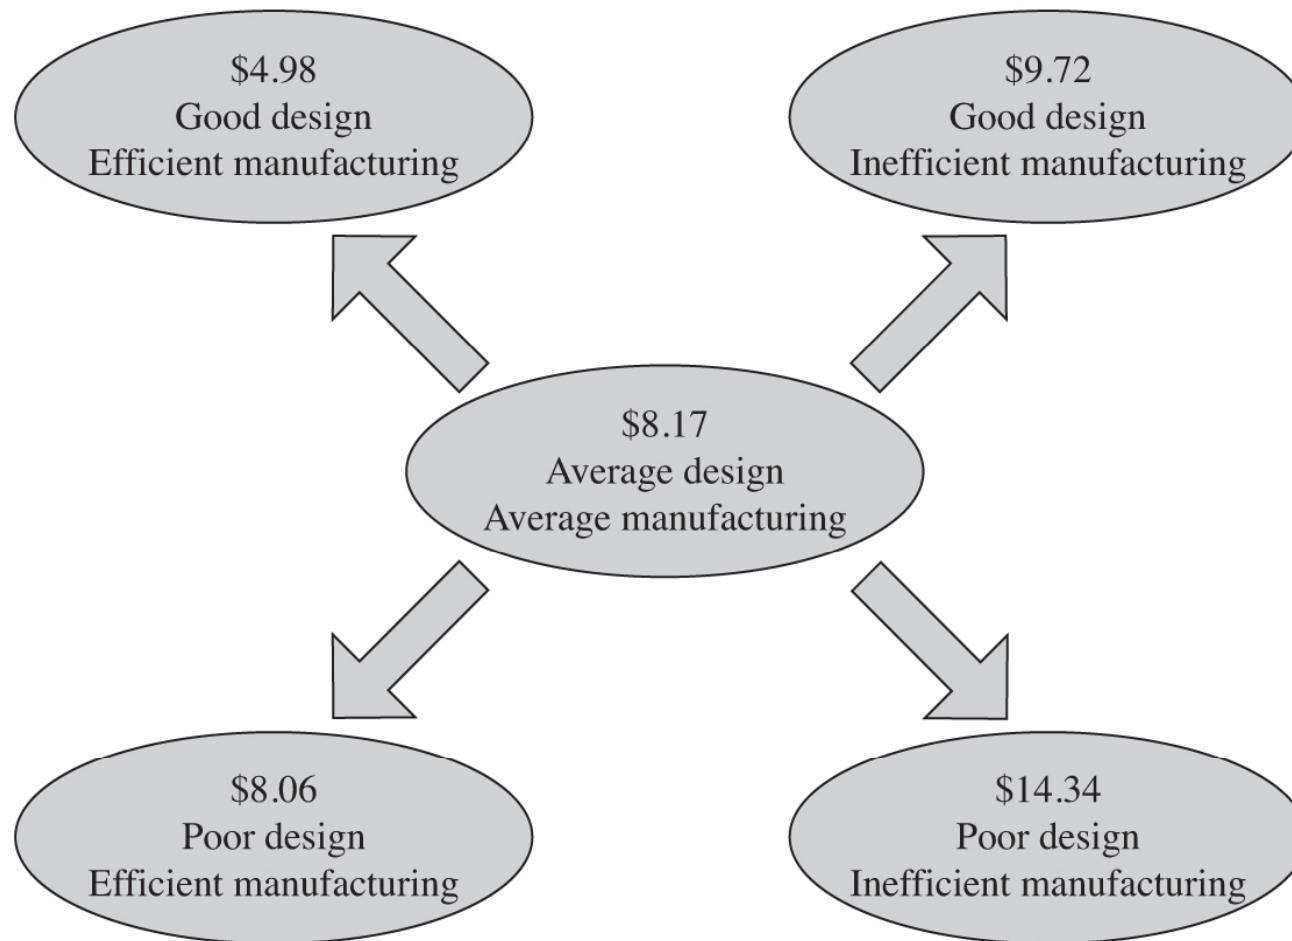 $4.98
Good design
Efficient manufacturing
$9.72
Good design
Inefficient manufacturing
$8.17
Average design
Average manufacturing
$8.06
Poor design
Efficient manufacturing
$14.34
Poor design
Inefficient manufacturing